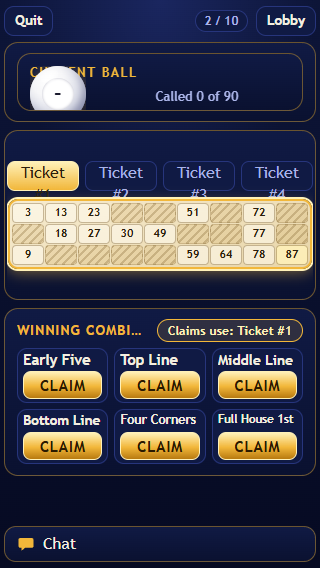 Quit
2 / 10
Lobby
-
Called 0 of 90
Ticket
Ticket
#2
Ticket
#3
Ticket
#4
3 13 23 51 72
18 27 30 49 77
9 59 64 78 87
WINNING COMBI...
Claims use: Ticket #1
Early Five
CLAIM
Top Line
CLAIM
Middle Line
CLAIM
Bottom Line
CLAIM
Four Corners
CLAIM
Full House 1st
CLAIM
Chat